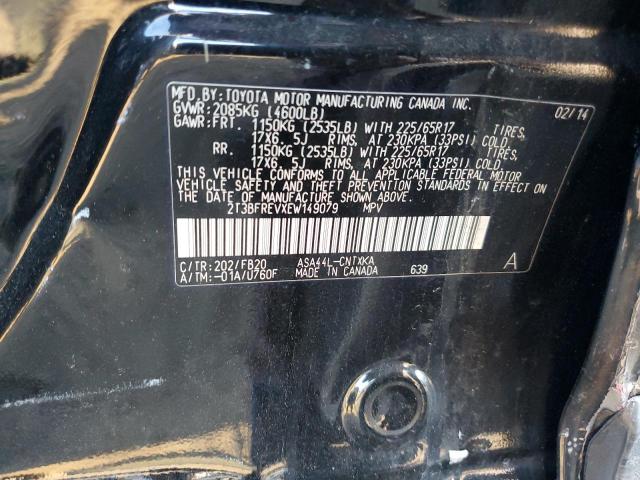 MFD. BY: TOYOTA MOTOR MANUFACTURING CANADA INC.
GVWR: 2085KG (4600LB) 02/14
GAWR: FRT. 1150KG (2535LB) WITH 225/65R17 TIRES,
17X6. 5J RIMS, AT 230KPA (33PSI) COLD
RR. 1150KG (2535LB) WITH 225/65R17 TIRES,
17X6. 5J RIMS, AT 230KPA (33PSI) COLD
THIS VEHICLE CONFORMS TO ALL APPLICABLE FEDERAL MOTOR
VEHICLE SAFETY AND THEFT PREVENTION STANDARDS IN EFFECT ON
THE DATE OF MANUFACTURE SHOWN ABOVE.
2T3BFREVXEW149079 MPV
C/TR: 202/FB20 ASA44L-CNTXKA
A/TM: -01A/U760F MADE IN CANADA 639 A